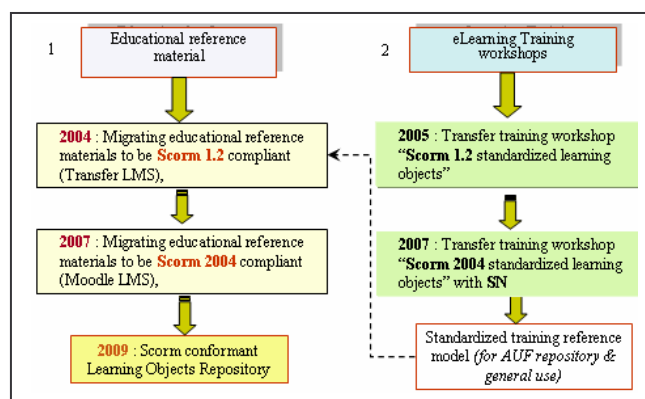 1
Educational reference
material
2004 : Migrating educational reference
materials to be Scorm 1.2 compliant
(Transfer LMS),
2007 : Migrating educational reference
materials to be Scorm 2004 compliant
(Moodle LMS),
2009 : Scorm conformant
Learning Objects Repository
2
eLearning Training
workshops
2005 : Transfer training workshop
“Scorm 1.2 standardized learning
objects”
2007 : Transfer training workshop
“Scorm 2004 standardized learning
objects” with SN
Standardized training reference
model (for AUF repository &
general use)